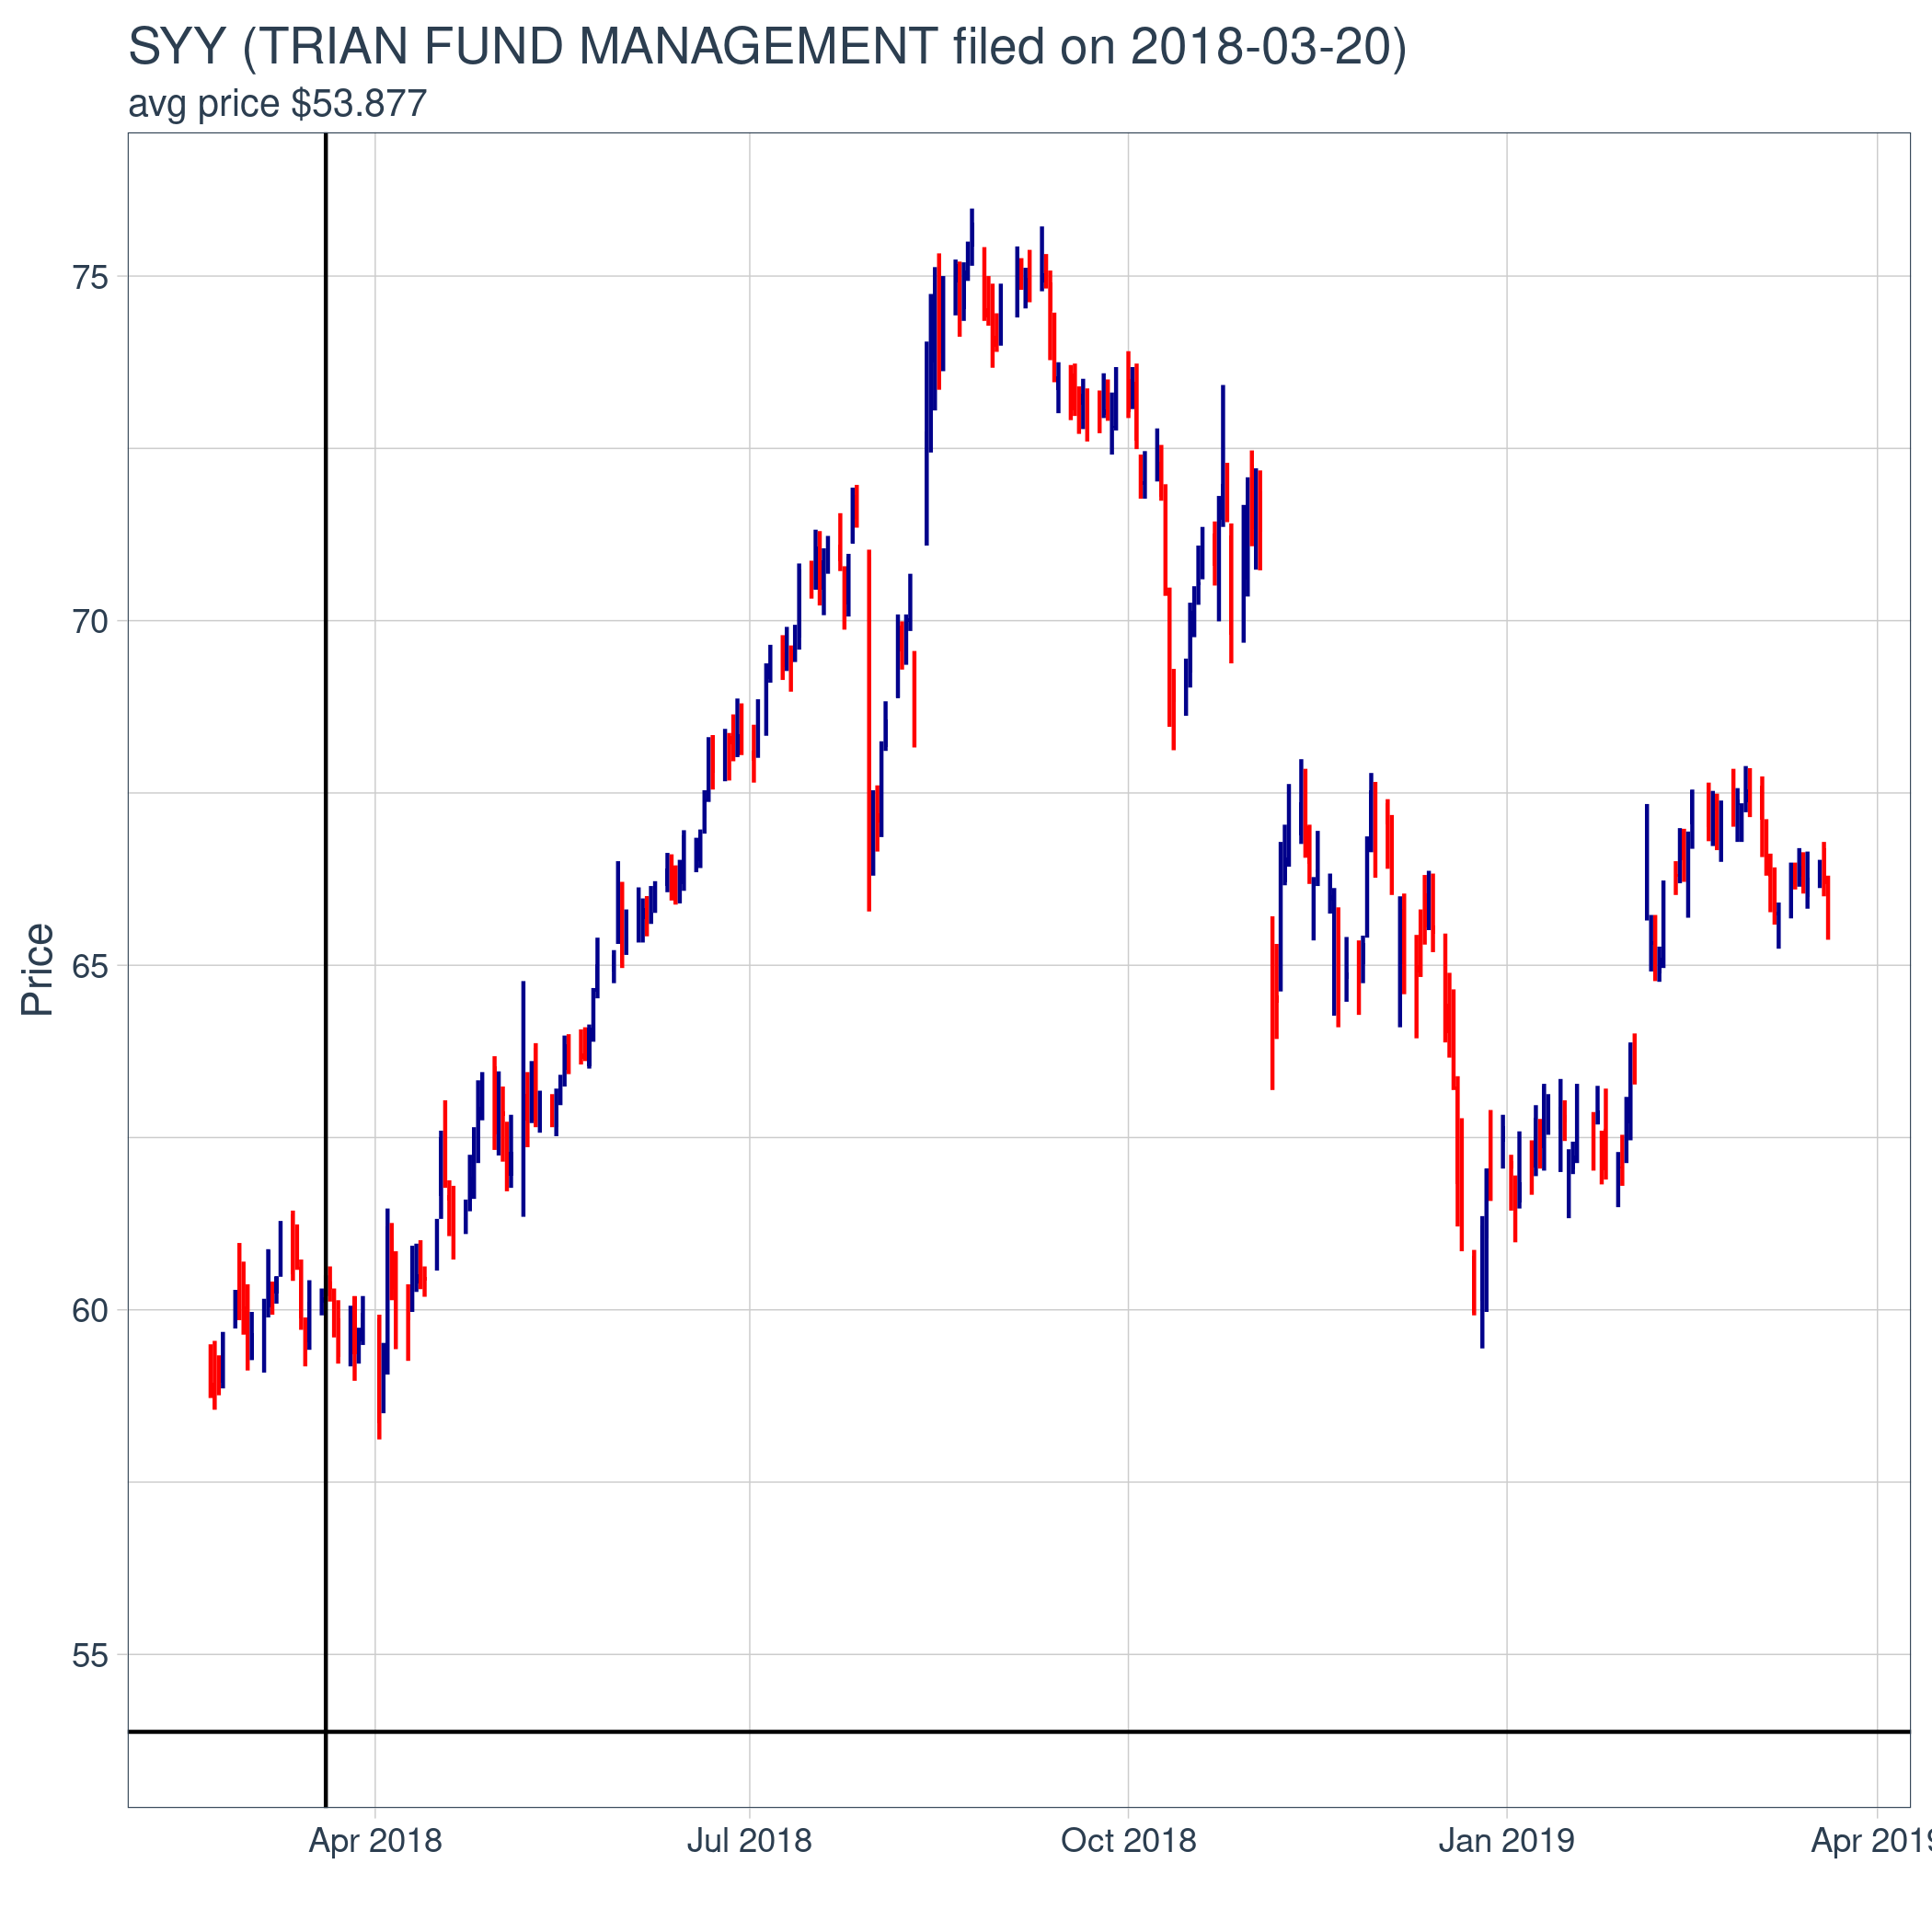 SYY (TRIAN FUND MANAGEMENT filed on 2018-03-20)
avg price $53.877
75
70
65
60
55
Price
Apr 2018
Jul 2018
Oct 2018
Jan 2019
Apr 2019